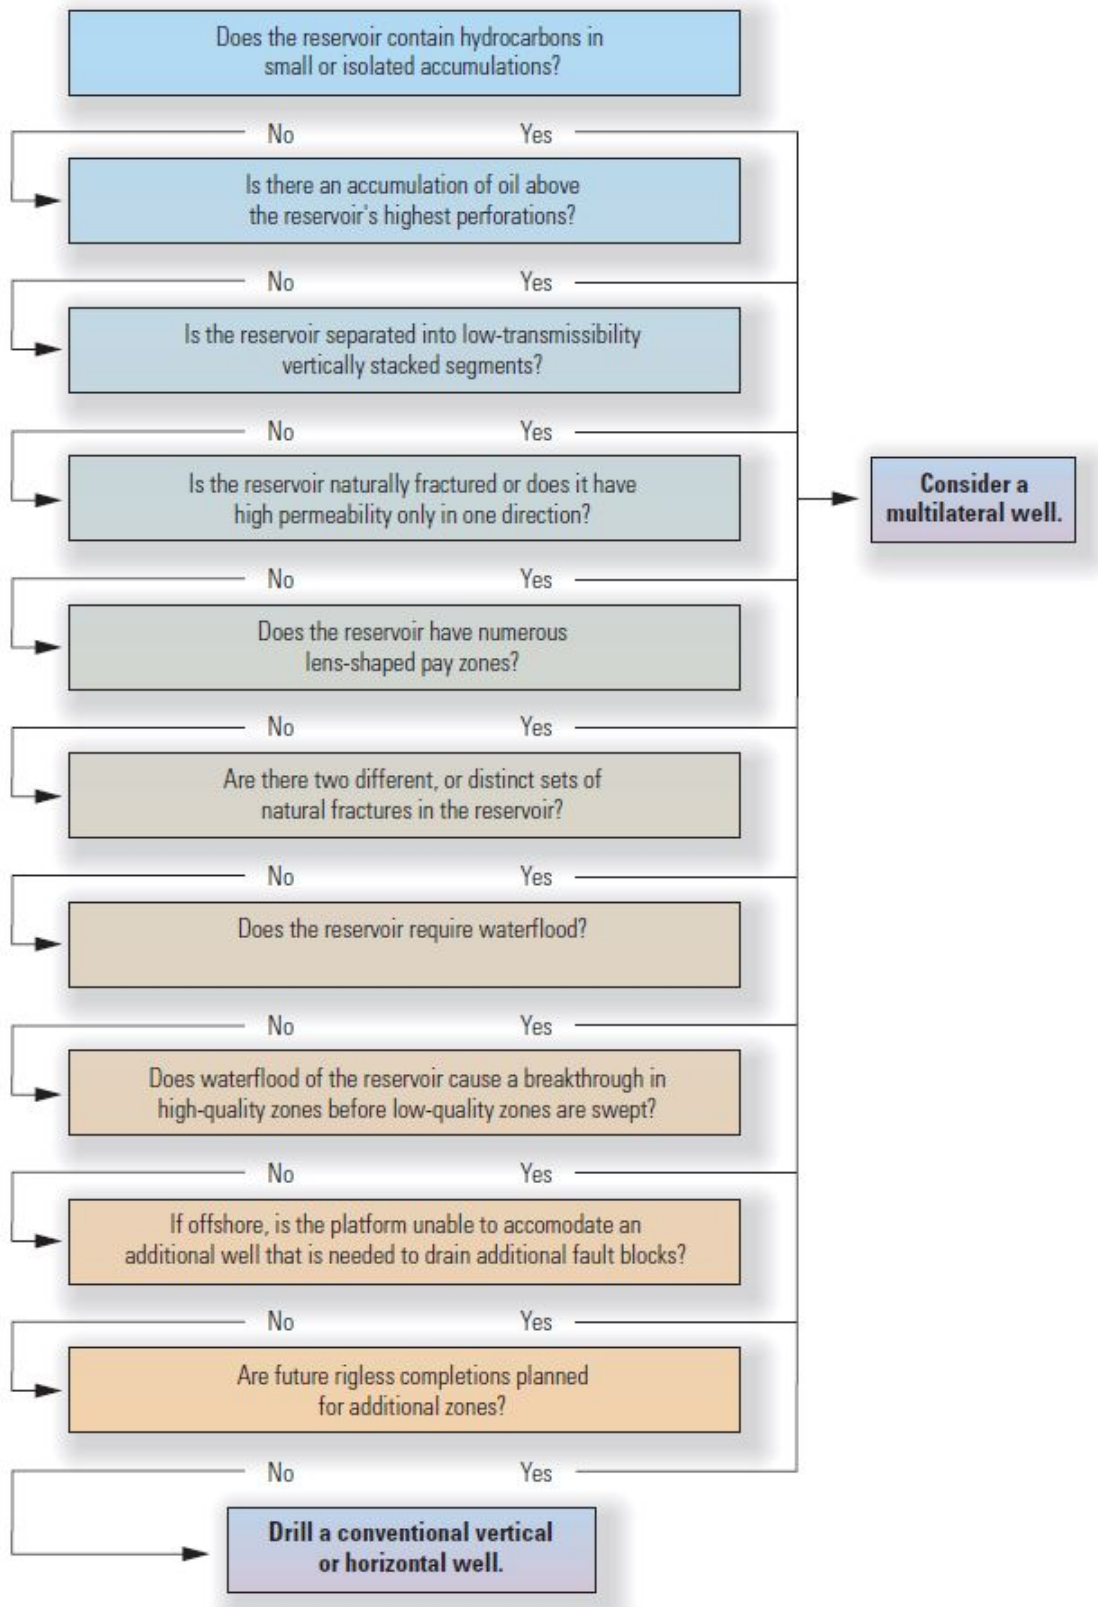 Does the reservoir contain hydrocarbons in
small or isolated accumulations?
No Yes
Is there an accumulation of oil above
the reservoir's highest perforations?
No Yes
Is the reservoir separated into low-transmissibility
vertically stacked segments?
No Yes
Is the reservoir naturally fractured or does it have
high permeability only in one direction?
Consider a
multilateral well.
No Yes
Does the reservoir have numerous
lens-shaped pay zones?
No Yes
Are there two different, or distinct sets of
natural fractures in the reservoir?
No Yes
Does the reservoir require waterflood?
No Yes
Does waterflood of the reservoir cause a breakthrough in
high-quality zones before low-quality zones are swept?
No Yes
If offshore, is the platform unable to accomodate an
additional well that is needed to drain additional fault blocks?
No Yes
Are future rigless completions planned
for additional zones?
No Yes
Drill a conventional vertical
or horizontal well.